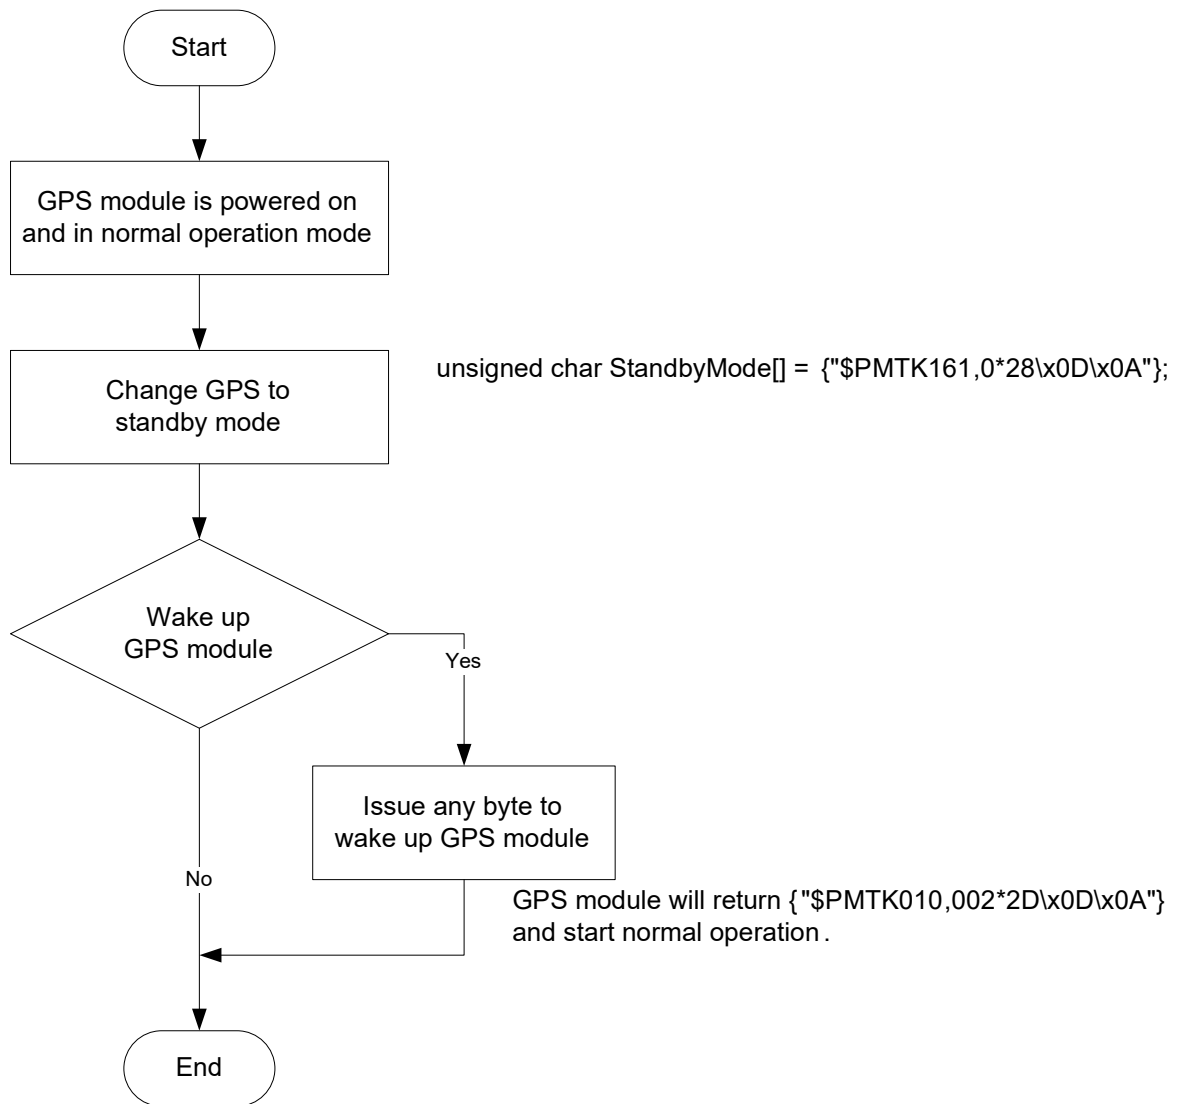 Start
GPS module is powered on
and in normal operation mode
Change GPS to
standby mode
unsigned char StandbyMode[] = {"$PMTK161,0*28\x0D\x0A"};
Wake up
GPS module
Yes
Issue any byte to
wake up GPS module
No
GPS module will return {"$PMTK010,002*2D\x0D\x0A"}
and start normal operation.
End